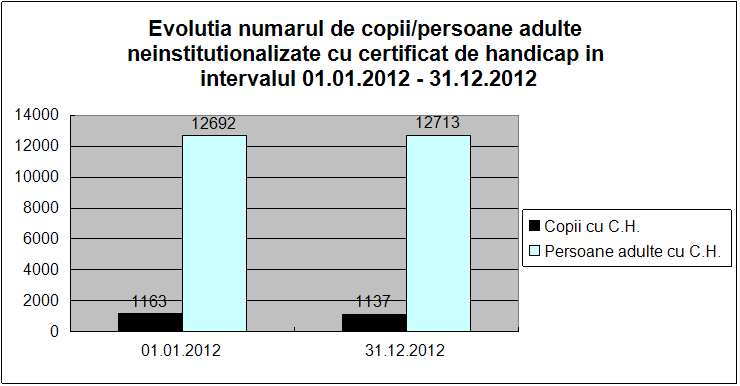 Evolutia numarul de copii/persoane adulte
neinstitutionalizate cu certificat de handicap in
intervalul 01.01.2012 - 31.12.2012
14000
12000
10000
8000
6000
4000
2000
0
12692
12713
1163
1137
01.01.2012
31.12.2012
Copii cu C.H.
Persoane adulte cu C.H.